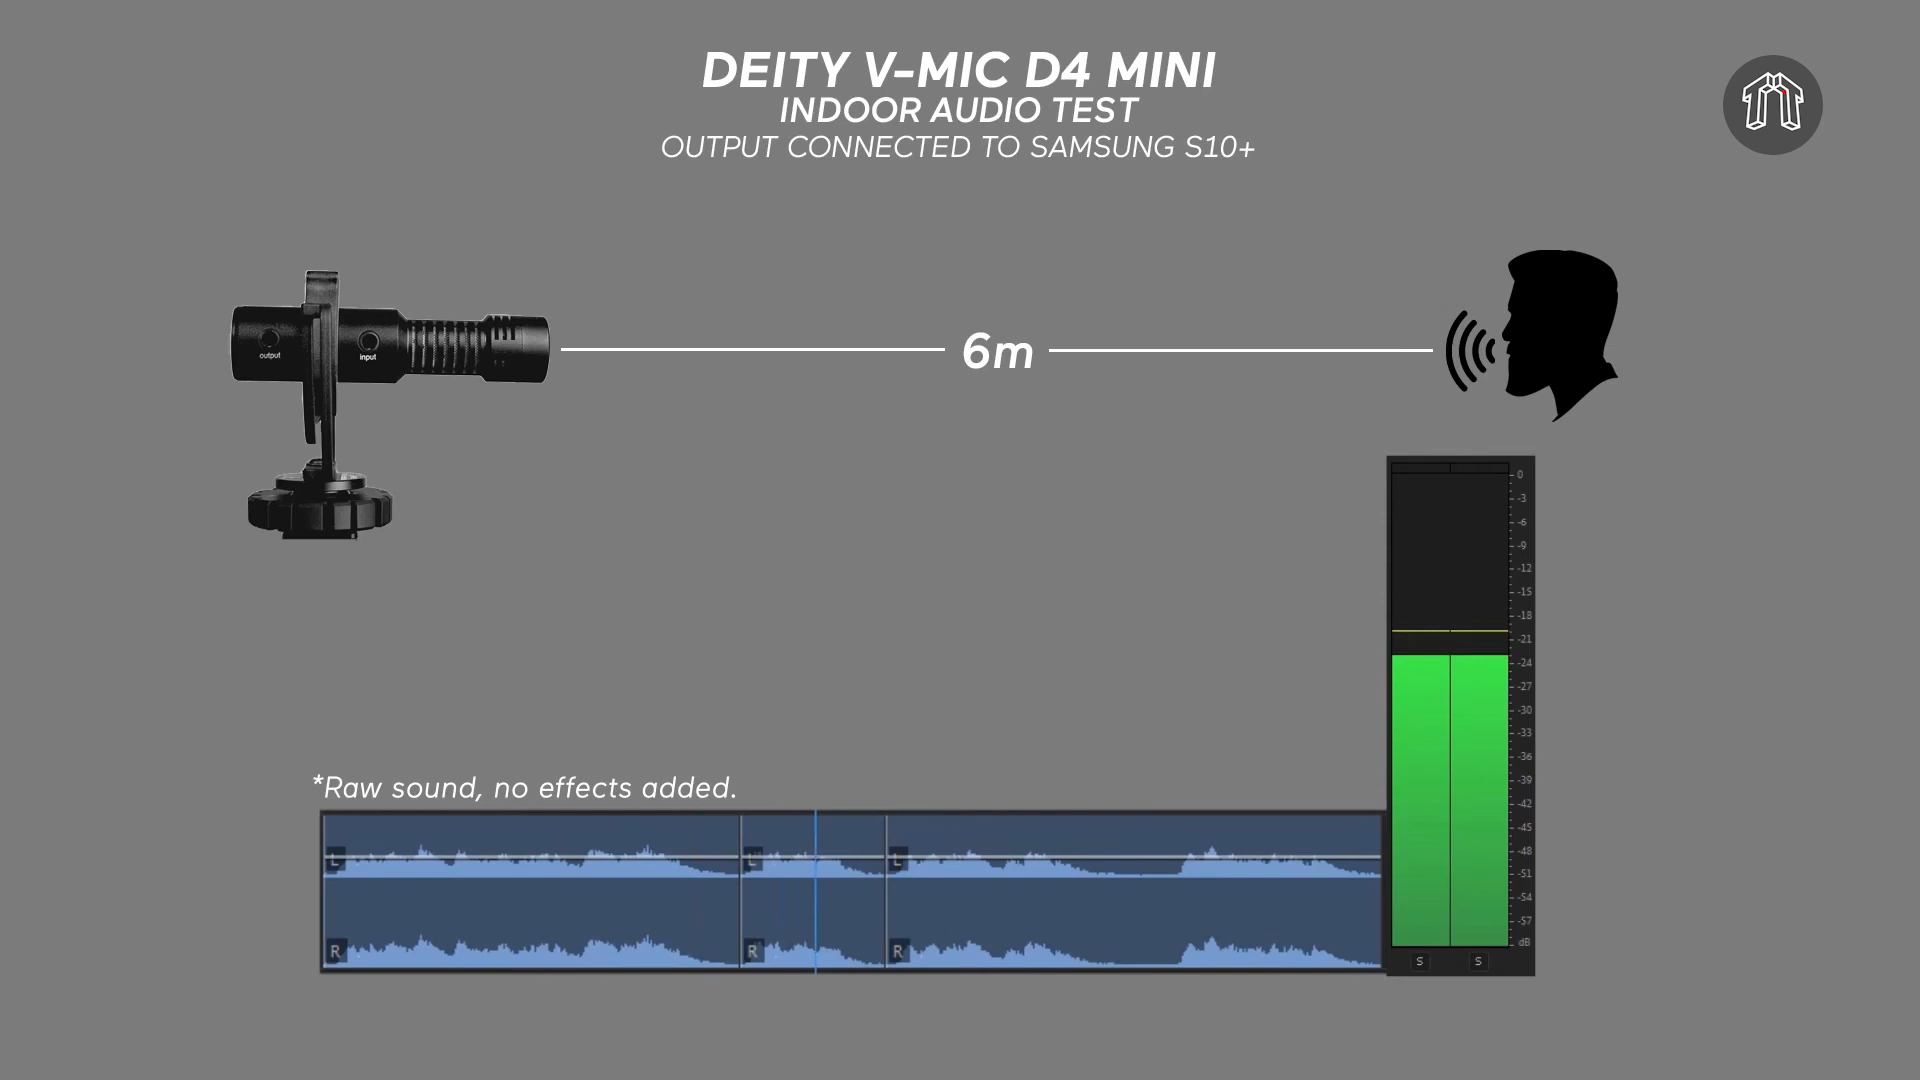 DEITY V-MIC D4 MINI
INDOOR AUDIO TEST
OUTPUT CONNECTED TO SAMSUNG S10+
output
input
6m
0
-3
-6
-9
-12
-15
-18
-21
-24
-27
-30
-33
-36
-39
-42
-45
-48
-51
-54
-57
dB
S S
*Raw sound, no effects added.
L L L
R R R